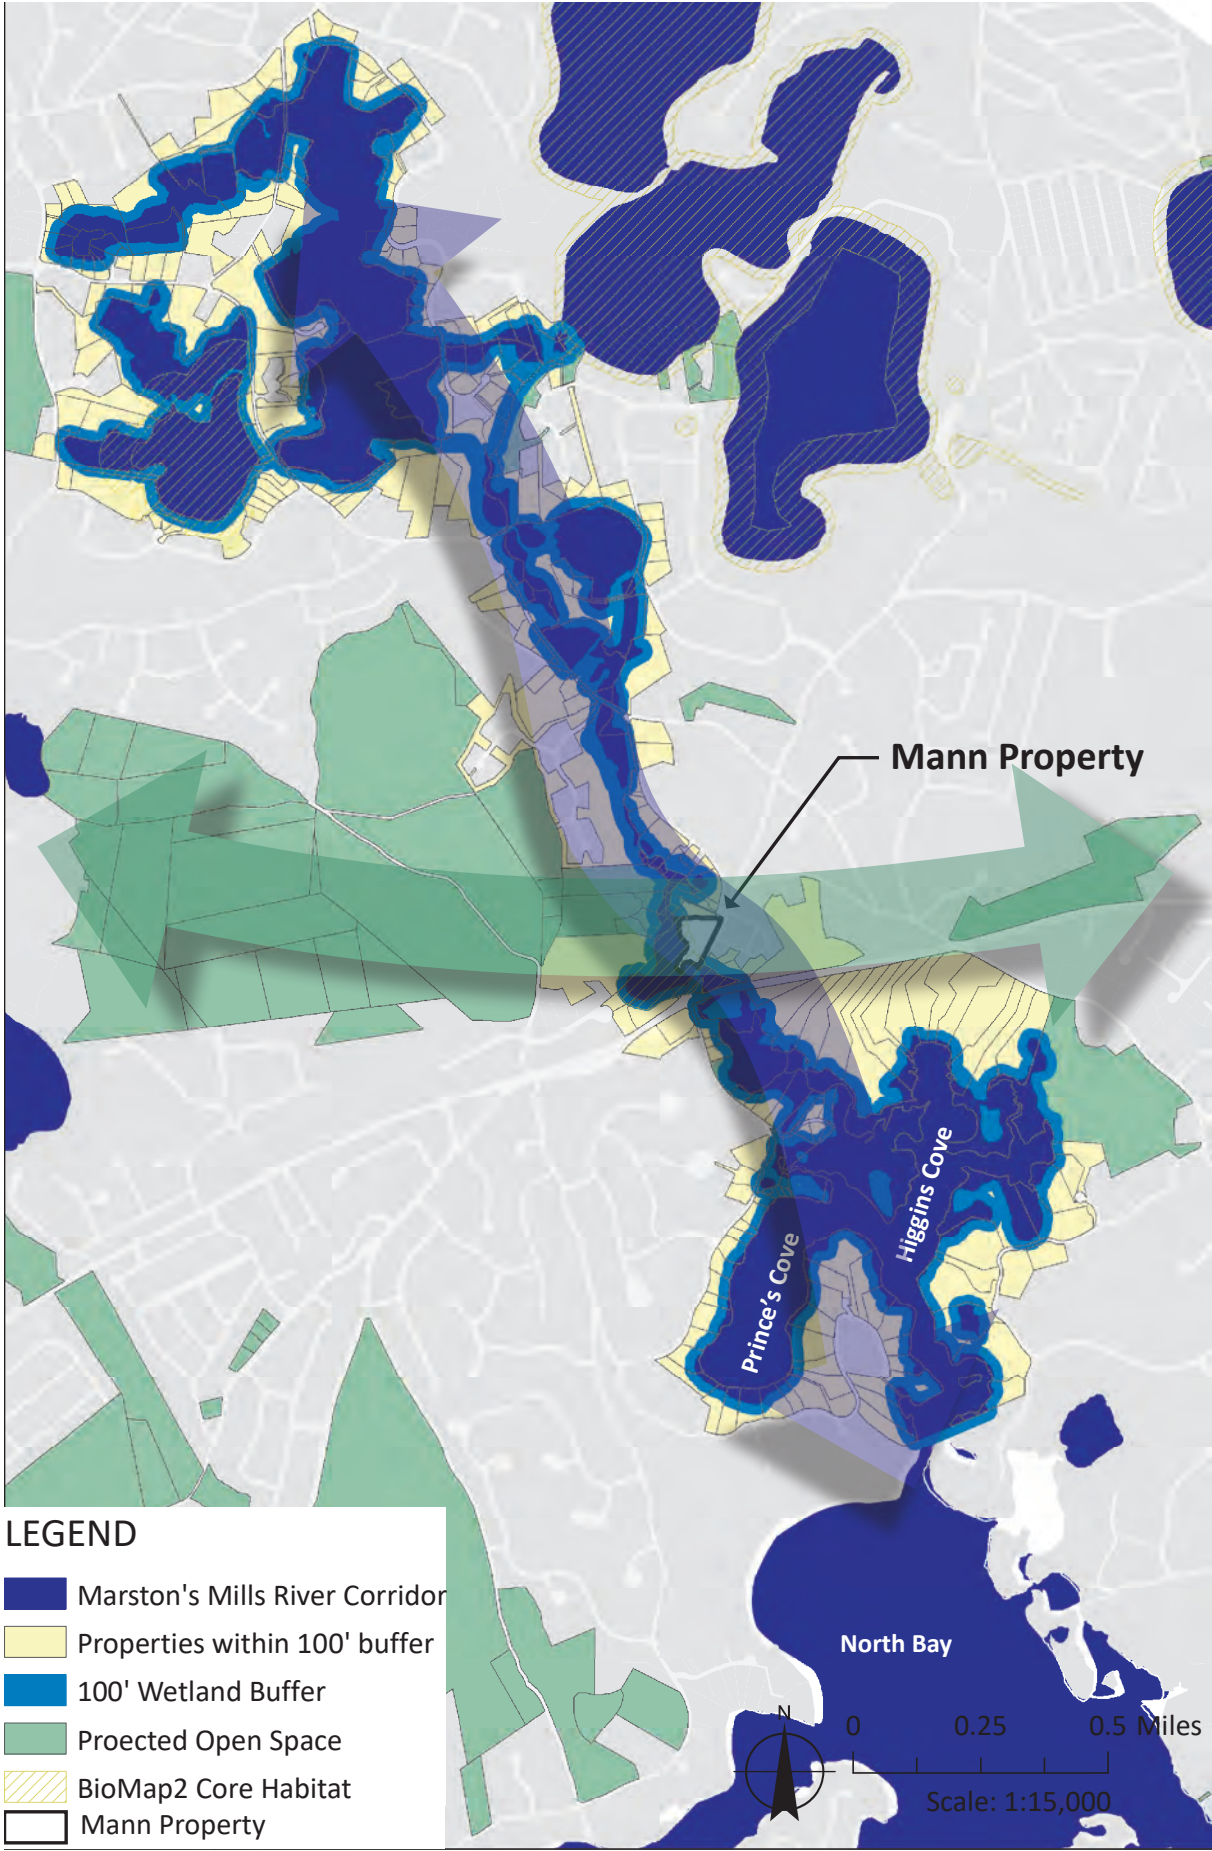 Mann Property
Higgins Cove
Prince's Cove
LEGEND
Marston's Mills River Corridor
Properties within 100' buffer
100' Wetland Buffer
Proected Open Space
BioMap2 Core Habitat
Mann Property
North Bay
N
0 0.25 0.5 Miles
Scale: 1:15,000